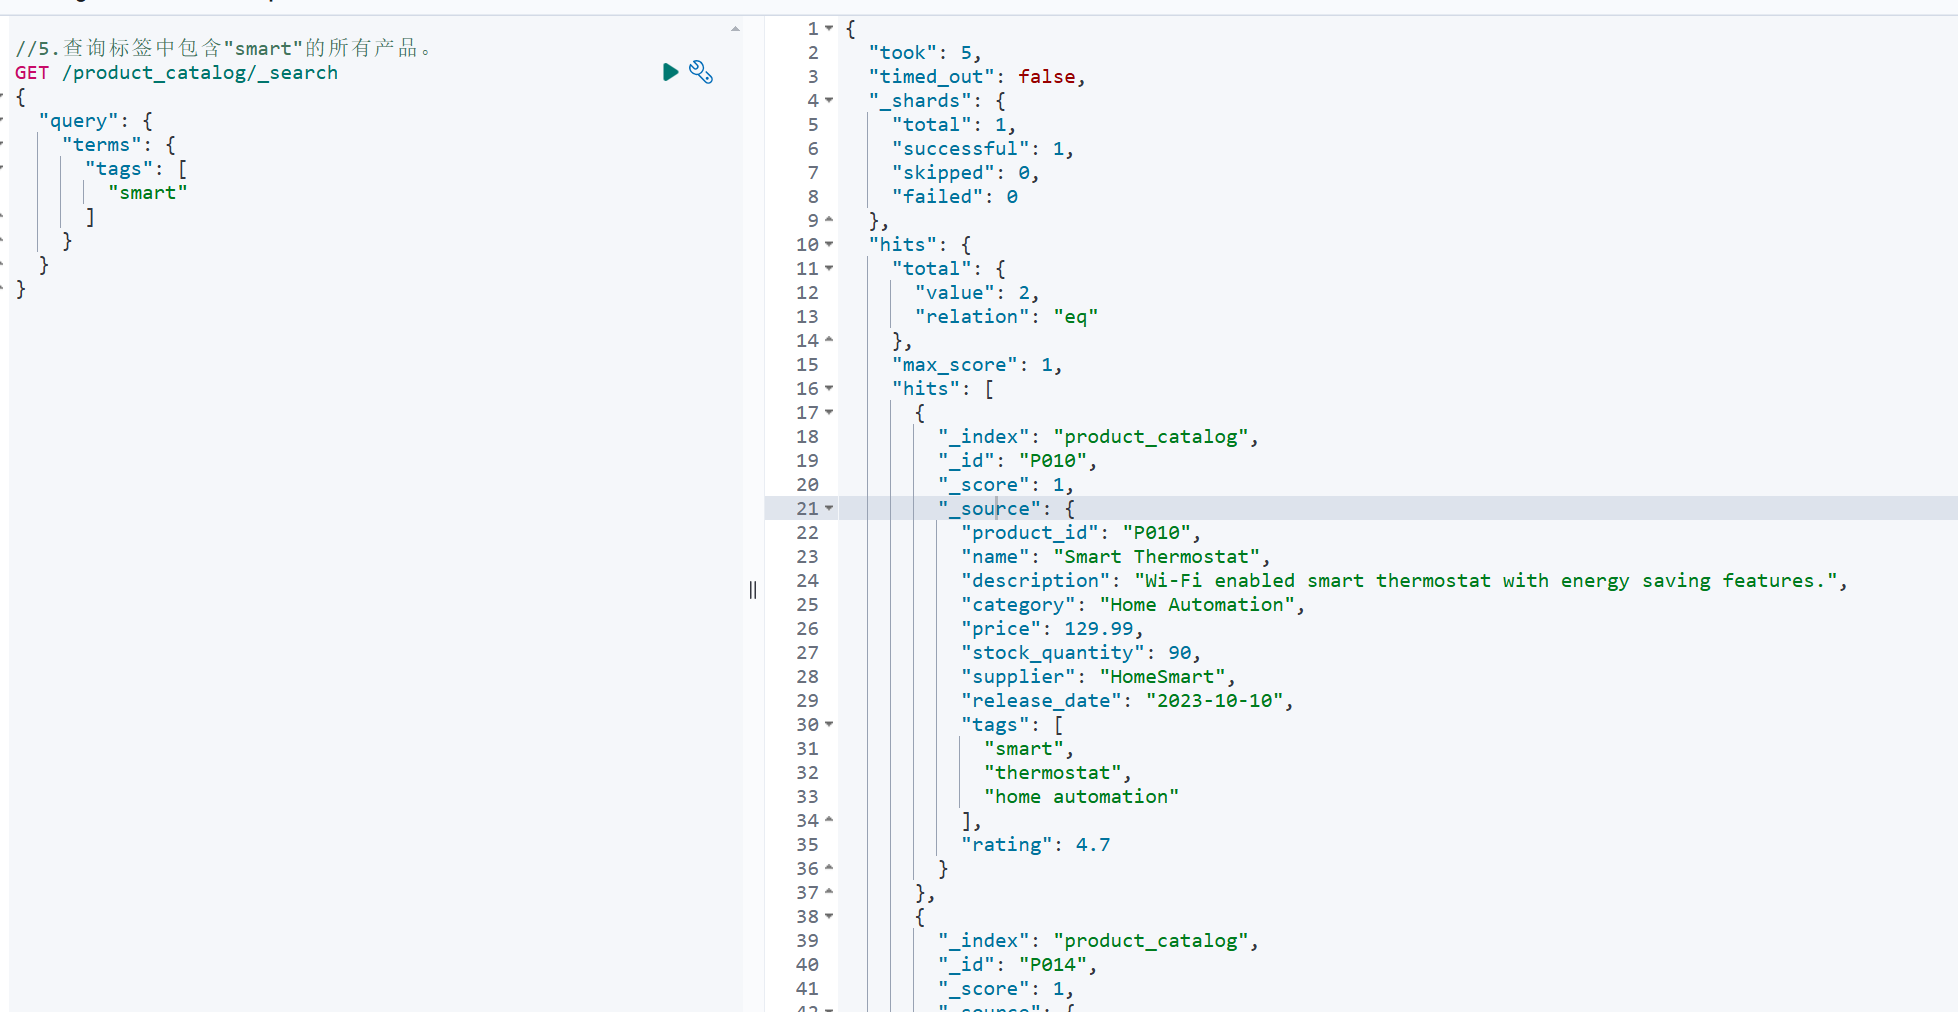 //5.查询标签中包含"smart"的所有产品。
GET /product_catalog/_search
{
  "query": {
    "terms": {
      "tags": [
        "smart"
      ]
    }
  }
}
1 {
2   "took": 5,
3   "timed_out": false,
4   "_shards": {
5     "total": 1,
6     "successful": 1,
7     "skipped": 0,
8     "failed": 0
9   },
10   "hits": {
11     "total": {
12       "value": 2,
13       "relation": "eq"
14     },
15     "max_score": 1,
16     "hits": [
17       {
18         "_index": "product_catalog",
19         "_id": "P010",
20         "_score": 1,
21         "_source": {
22           "product_id": "P010",
23           "name": "Smart Thermostat",
24           "description": "Wi-Fi enabled smart thermostat with energy saving features.",
25           "category": "Home Automation",
26           "price": 129.99,
27           "stock_quantity": 90,
28           "supplier": "HomeSmart",
29           "release_date": "2023-10-10",
30           "tags": [
31             "smart",
32             "thermostat",
33             "home automation"
34           ],
35           "rating": 4.7
36         }
37       },
38       {
39         "_index": "product_catalog",
40         "_id": "P014",
41         "_score": 1,
42         "_source": {